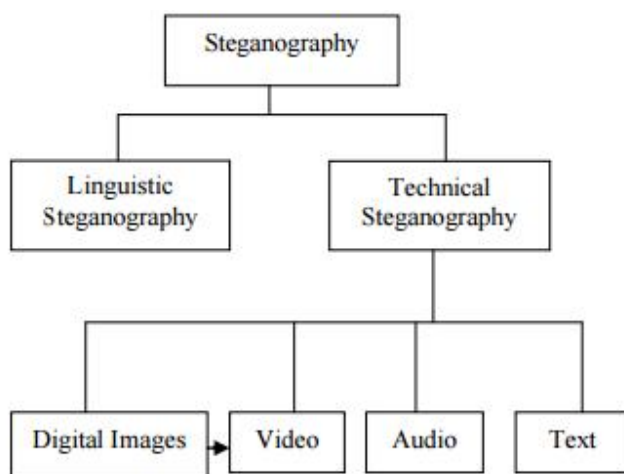 Steganography
Linguistic
Steganography
Technical
Steganography
Digital Images
Video
Audio
Text